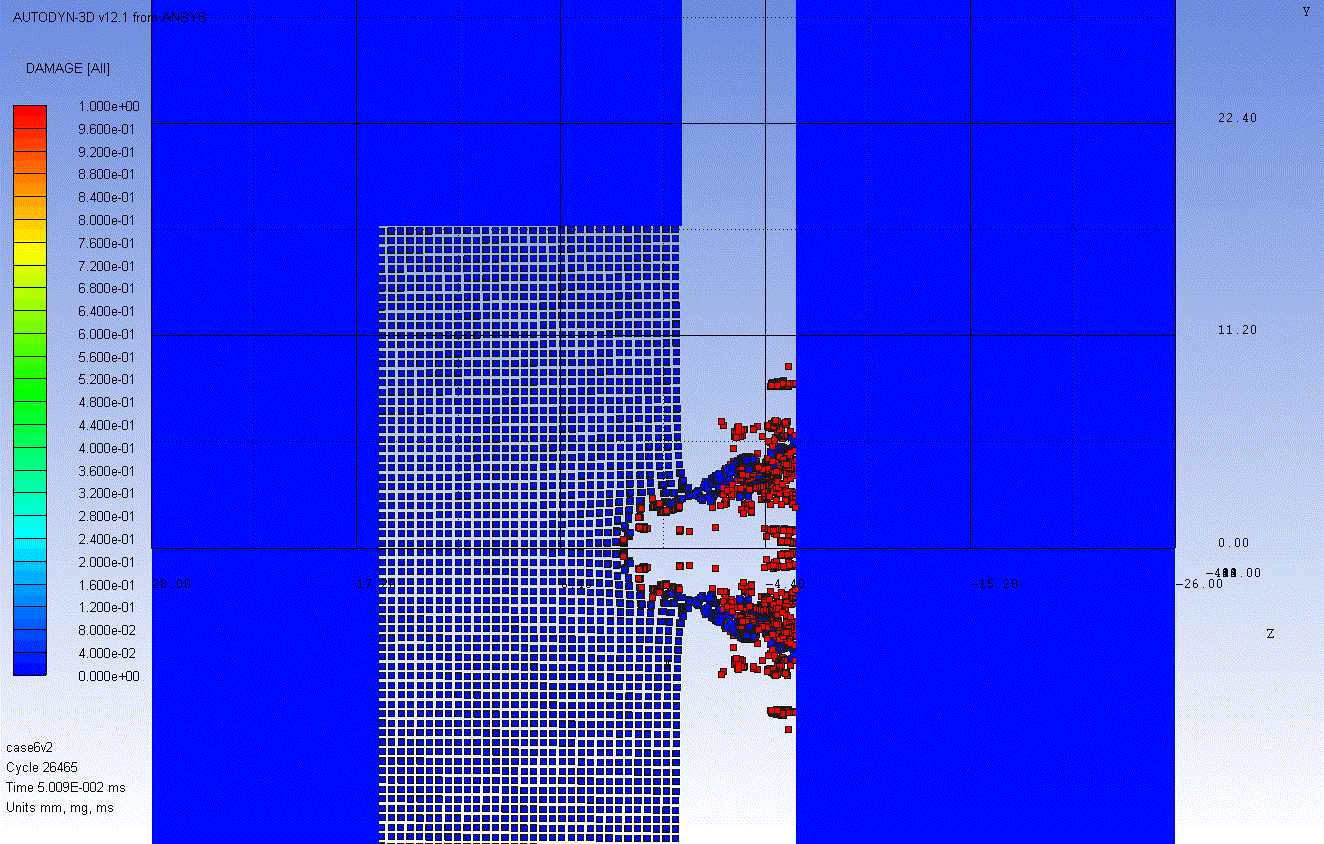 AUTODYN-3D v12.1 from ANSYS
Y
DAMAGE [All]
1.000e+00
9.600e-01
9.200e-01
8.800e-01
8.400e-01
8.000e-01
7.600e-01
7.200e-01
6.800e-01
6.400e-01
6.000e-01
5.600e-01
5.200e-01
4.800e-01
4.400e-01
4.000e-01
3.600e-01
3.200e-01
2.800e-01
2.400e-01
2.000e-01
1.600e-01
1.200e-01
8.000e-02
4.000e-02
0.000e+00
22.40
11.20
0.00
-15.20
-26.00
Z
case6v2
Cycle 26465
Time 5.009E-002 ms
Units mm, mg, ms